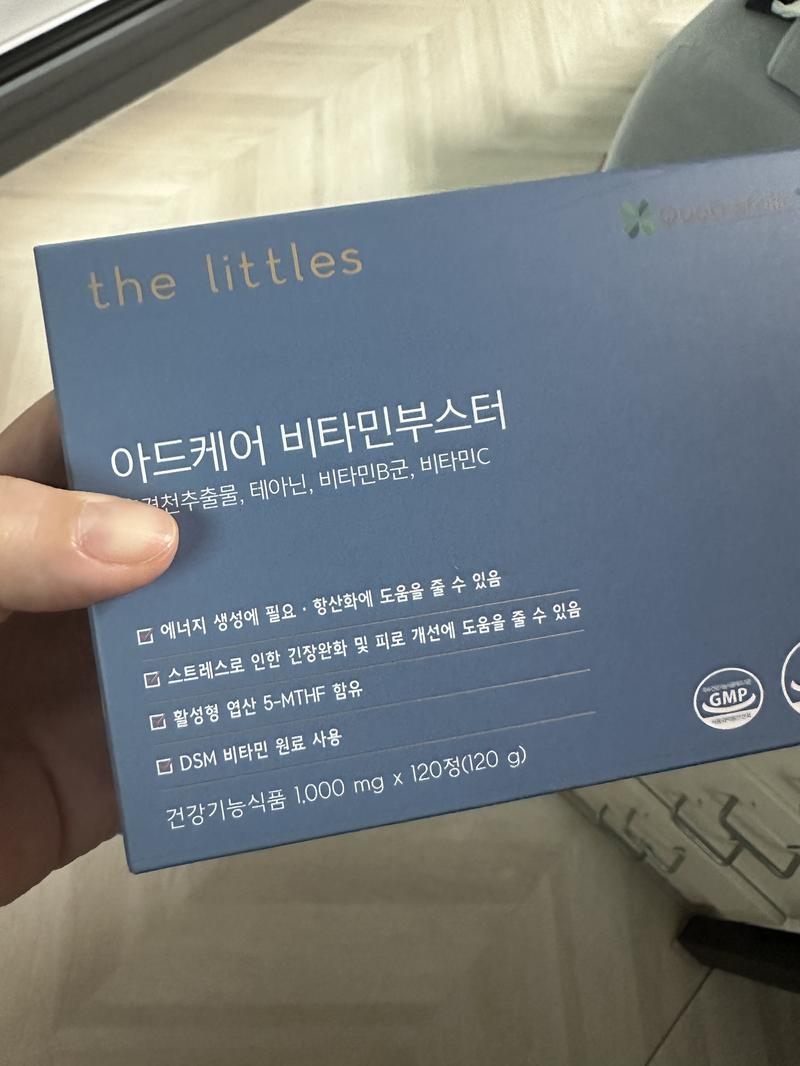 the littles
아드케어 비타민부스터
경천추출물, 테아닌, 비타민B군, 비타민C
에너지 생성에 필요 · 항산화에 도움을 줄 수 있음
스트레스로 인한 긴장완화 및 피로 개선에 도움을 줄 수 있음
활성형 엽산 5-MTHF 함유
DSM 비타민 원료 사용
건강기능식품 1,000 mg x 120정(120 g)
GMP